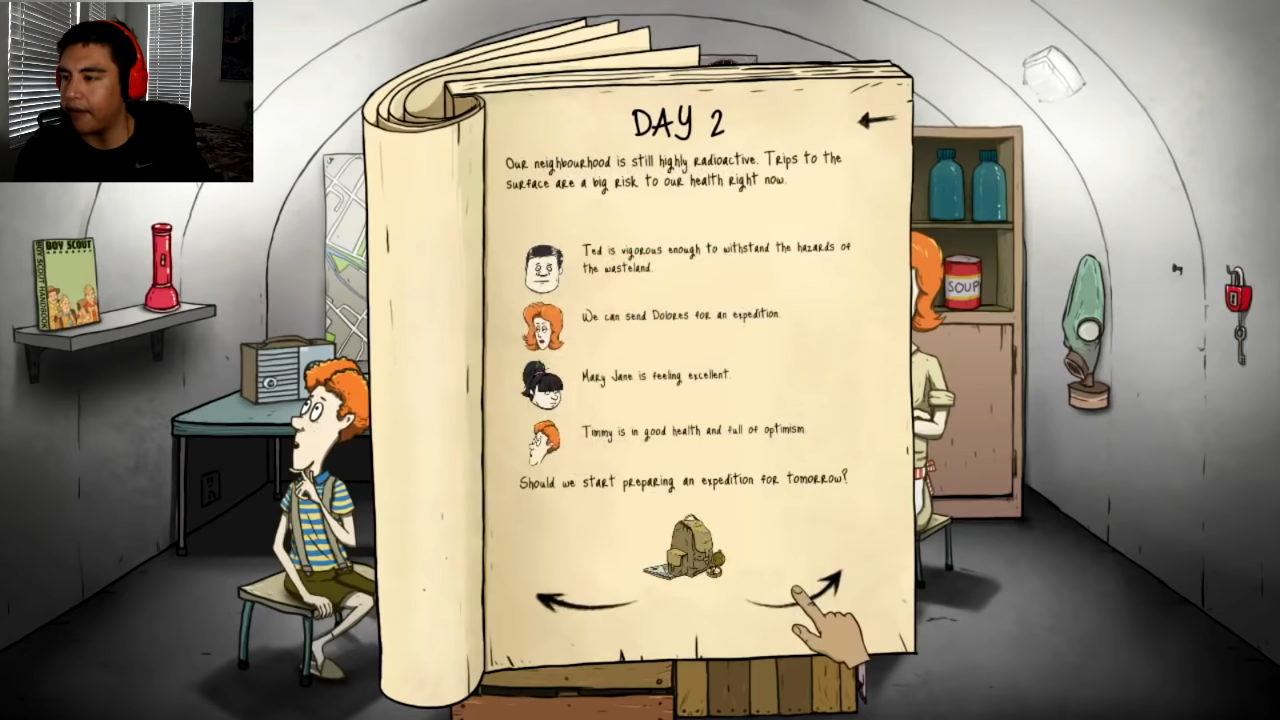 DAY 2
Our neighbourhood is still highly radioactive. Trips to the
surface are a big risk to our health right now.
Ted is vigorous enough to withstand the hazards of
the wasteland.
We can send Dolores for an expedition.
Mary Jane is feeling excellent.
Timmy is in good health and full of optimism.
Should we start preparing an expedition for tomorrow?
BOY SCOUT
BOY SCOUT HANDBOOK
SOUP